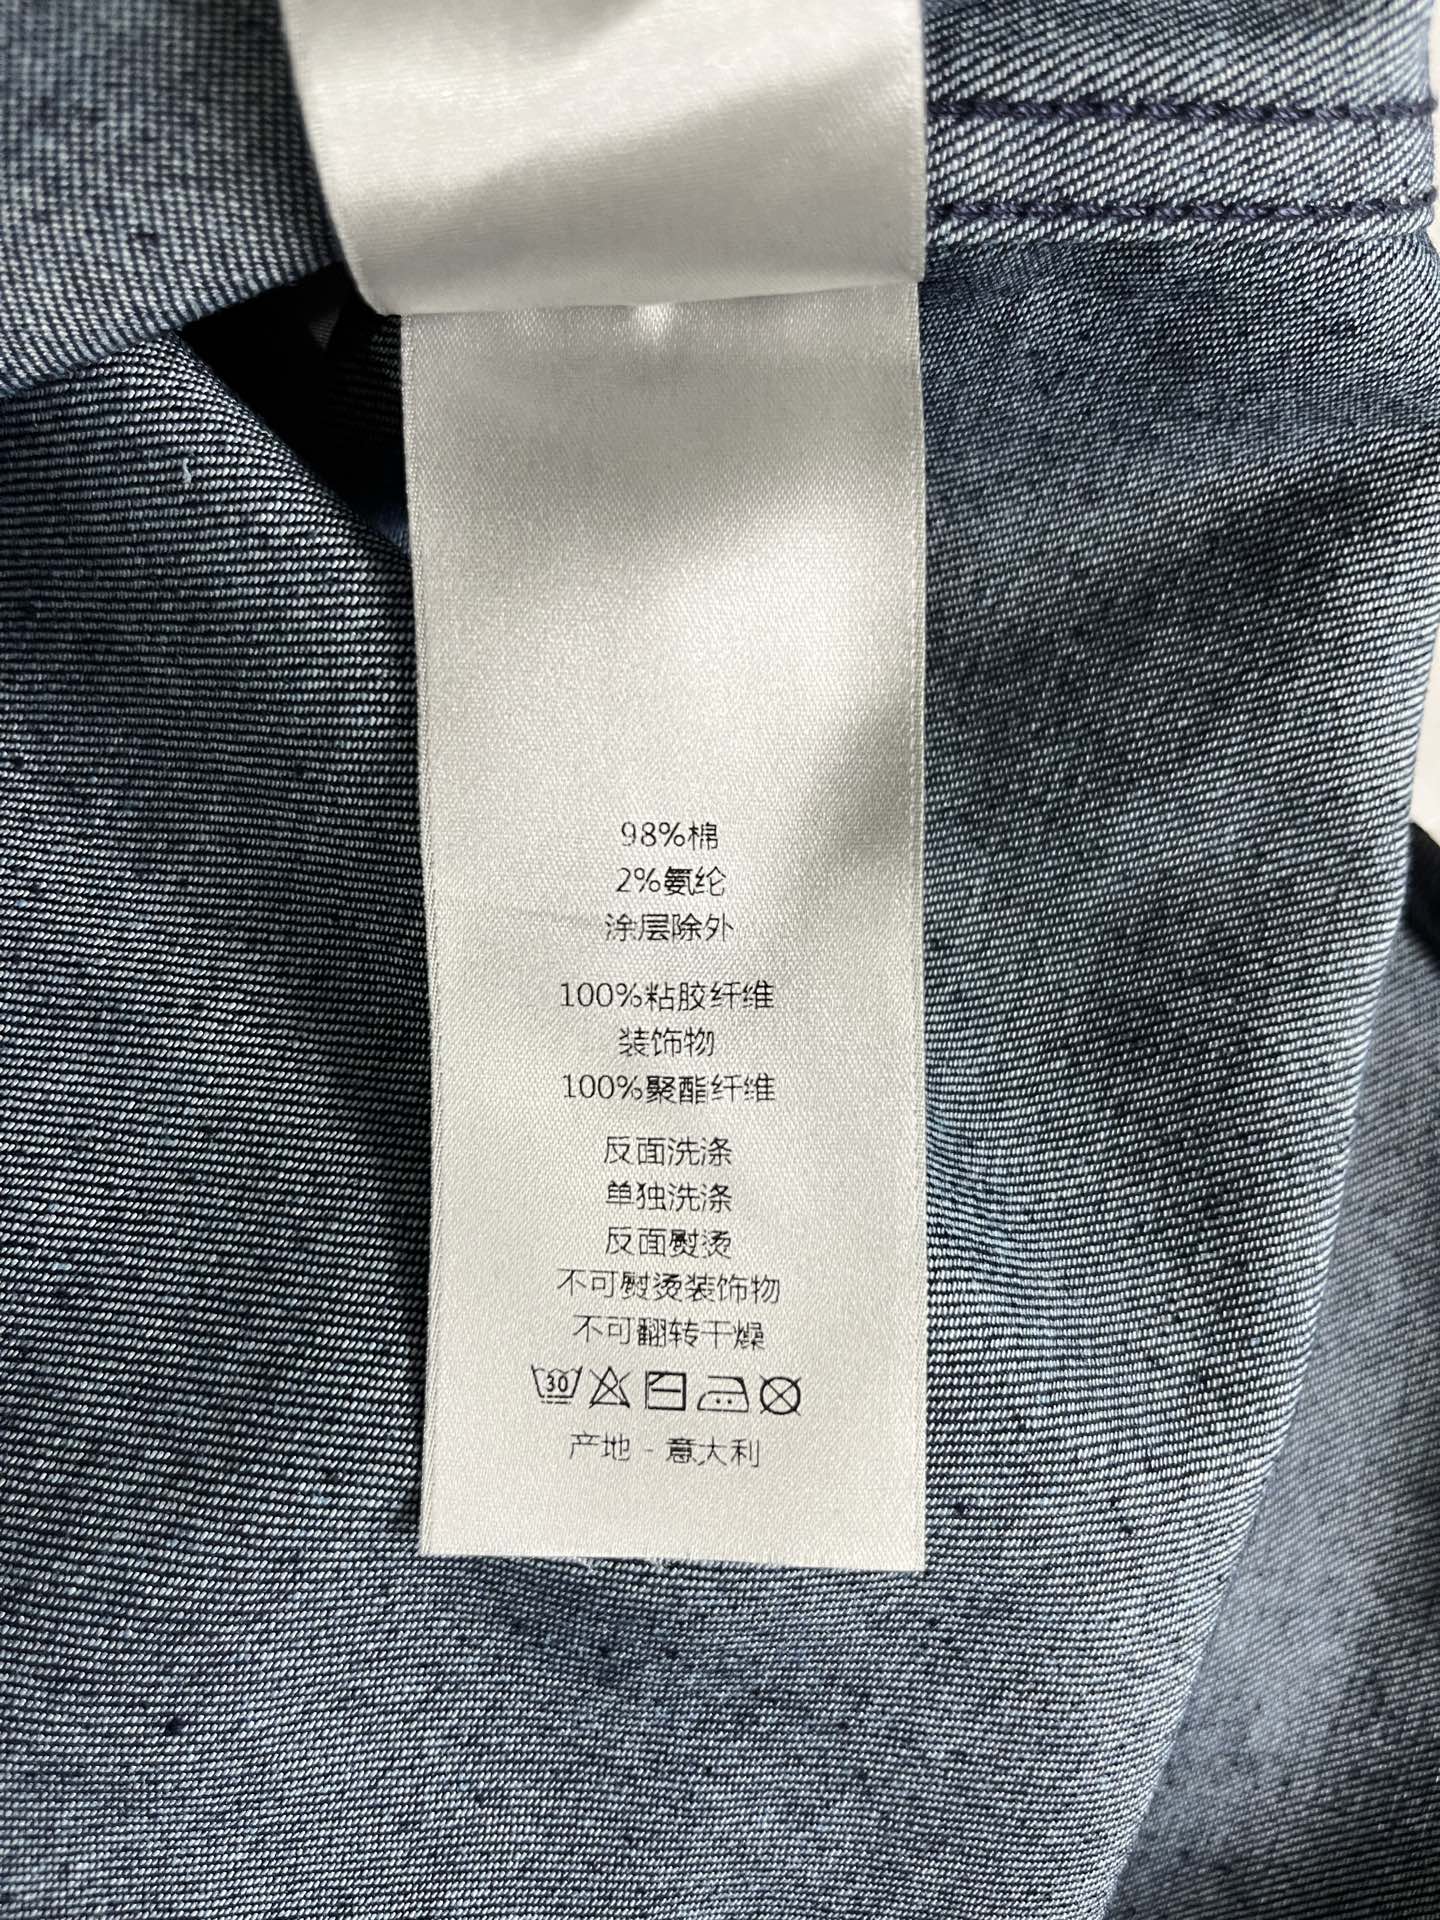 98%棉
2%氨纶
涂层除外
100%粘胶纤维
装饰物
100%聚酯纤维
反面洗涤
单独洗涤
反面熨烫
不可熨烫装饰物
不可翻转干燥
30
产地 - 意大利